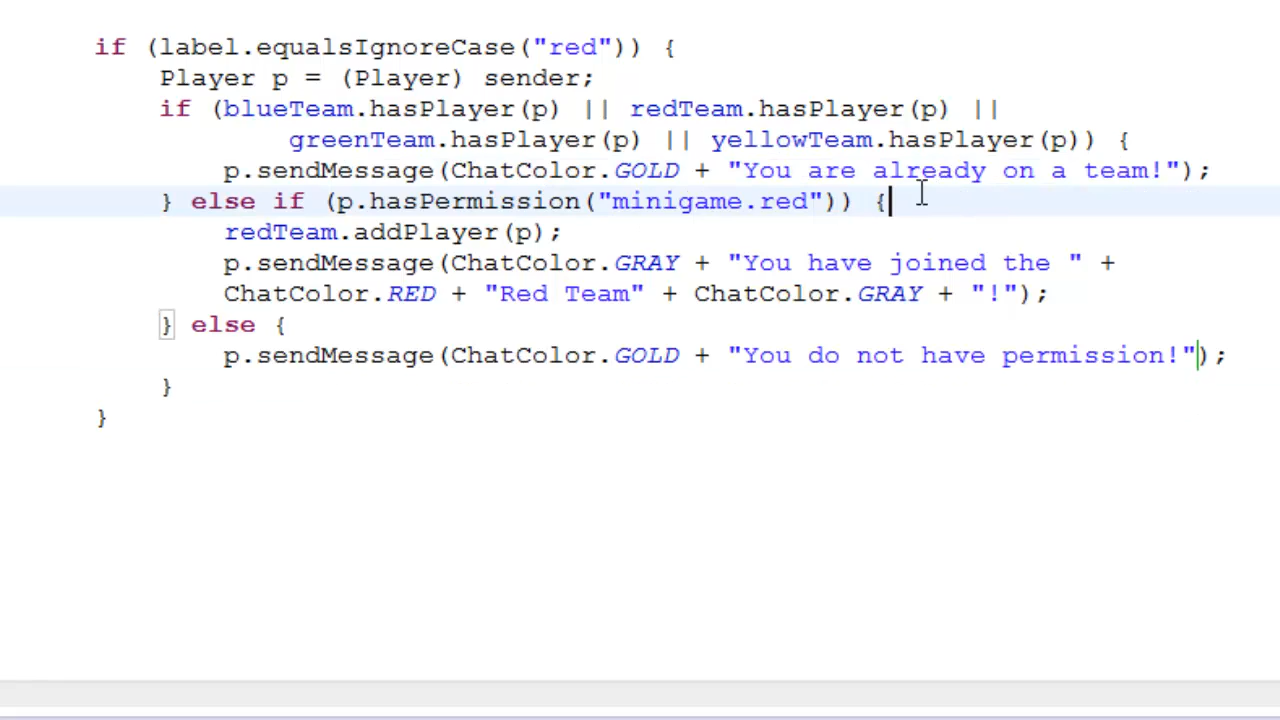 if (label.equalsIgnoreCase("red")) {
Player p = (Player) sender;
if (blueTeam.hasPlayer(p) || redTeam.hasPlayer(p) ||
greenTeam.hasPlayer(p) || yellowTeam.hasPlayer(p)) {
p.sendMessage(ChatColor.GOLD + "You are already on a team!");
} else if (p.hasPermission("minigame.red")) {
redTeam.addPlayer(p);
p.sendMessage(ChatColor.GRAY + "You have joined the " +
ChatColor.RED + "Red Team" + ChatColor.GRAY + "!");
} else {
p.sendMessage(ChatColor.GOLD + "You do not have permission!");
}
}